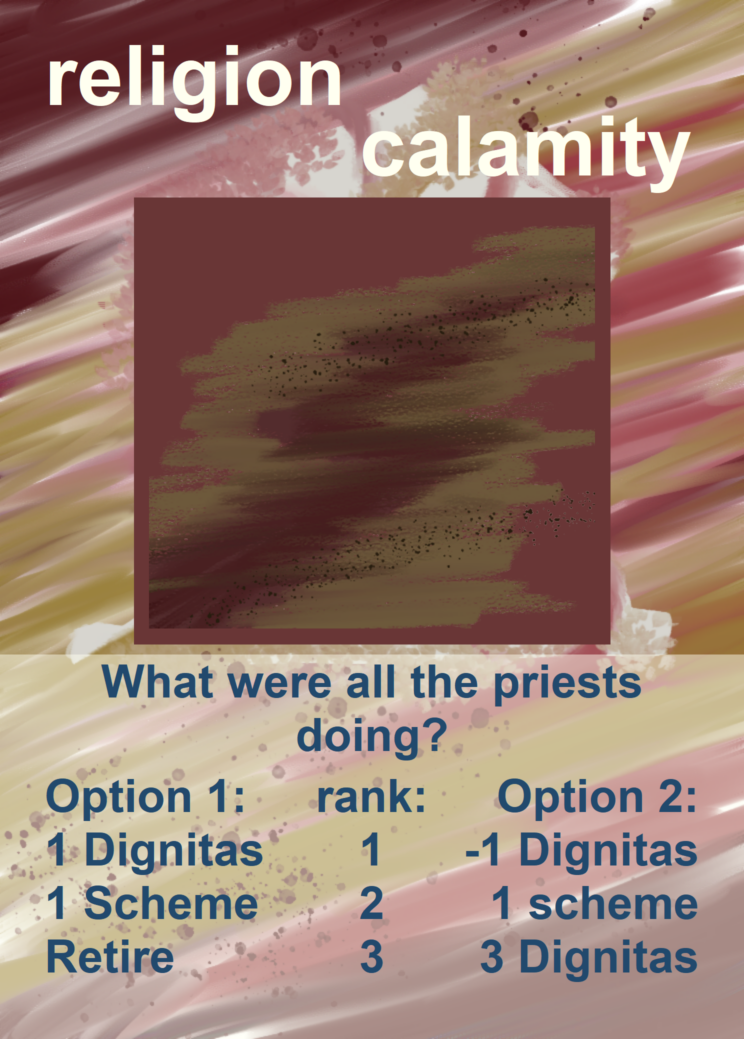 religion
calamity
What were all the priests
doing?
Option 1: rank: Option 2:
1 Dignitas 1 -1 Dignitas
1 Scheme 2 1 scheme
Retire 3 3 Dignitas